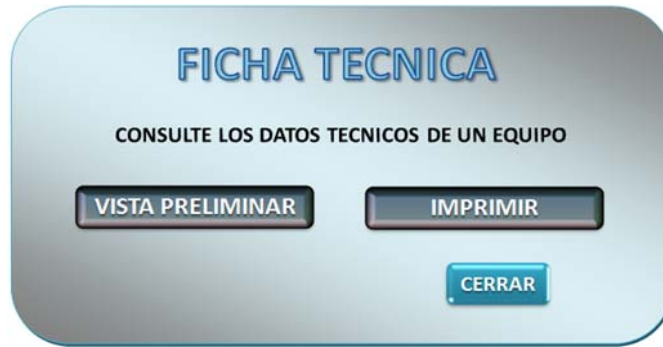 FICHA TECNICA
CONSULTE LOS DATOS TECNICOS DE UN EQUIPO
VISTA PRELIMINAR IMPRIMIR
CERRAR